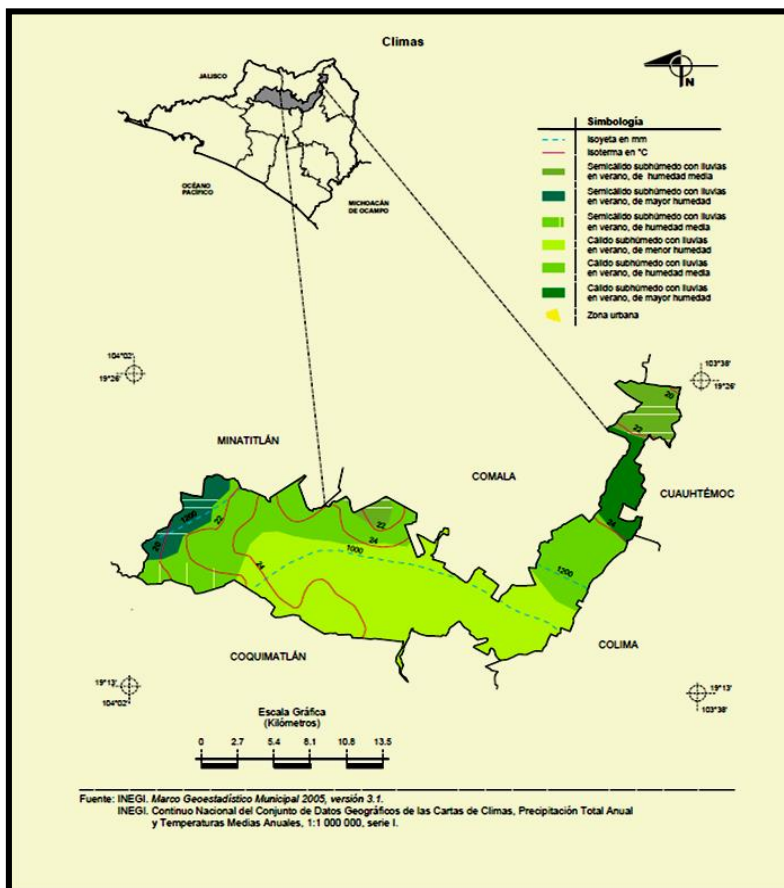 Climas
JALISCO
OCÉANO
PACÍFICO
MICHOACÁN
DE OCAMPO
N
Simbología
Isoyeta en mm
Isoterma en °C
Semicálido subhúmedo con lluvias
en verano, de humedad media
Semicálido subhúmedo con lluvias
en verano, de mayor humedad
Semicálido subhúmedo con lluvias
en verano, de humedad media
Cálido subhúmedo con lluvias
en verano, de menor humedad
Cálido subhúmedo con lluvias
en verano, de humedad media
Cálido subhúmedo con lluvias
en verano, de mayor humedad
Zona urbana
104°02'
19°26'
103°38'
19°26'
20
22
MINATITLÁN
COMALA
CUAUHTÉMOC
1200
22
20
22
24
24
1000
24
1200
COQUIMATLÁN
COLIMA
19°13'
104°02'
19°13'
103°38'
Escala Gráfica
(Kilómetros)
0 2.7 5.4 8.1 10.8 13.5
Fuente: INEGI. Marco Geoestadístico Municipal 2005, versión 3.1.
INEGI. Continuo Nacional del Conjunto de Datos Geográficos de las Cartas de Climas, Precipitación Total Anual
y Temperaturas Medias Anuales, 1:1 000 000, serie I.